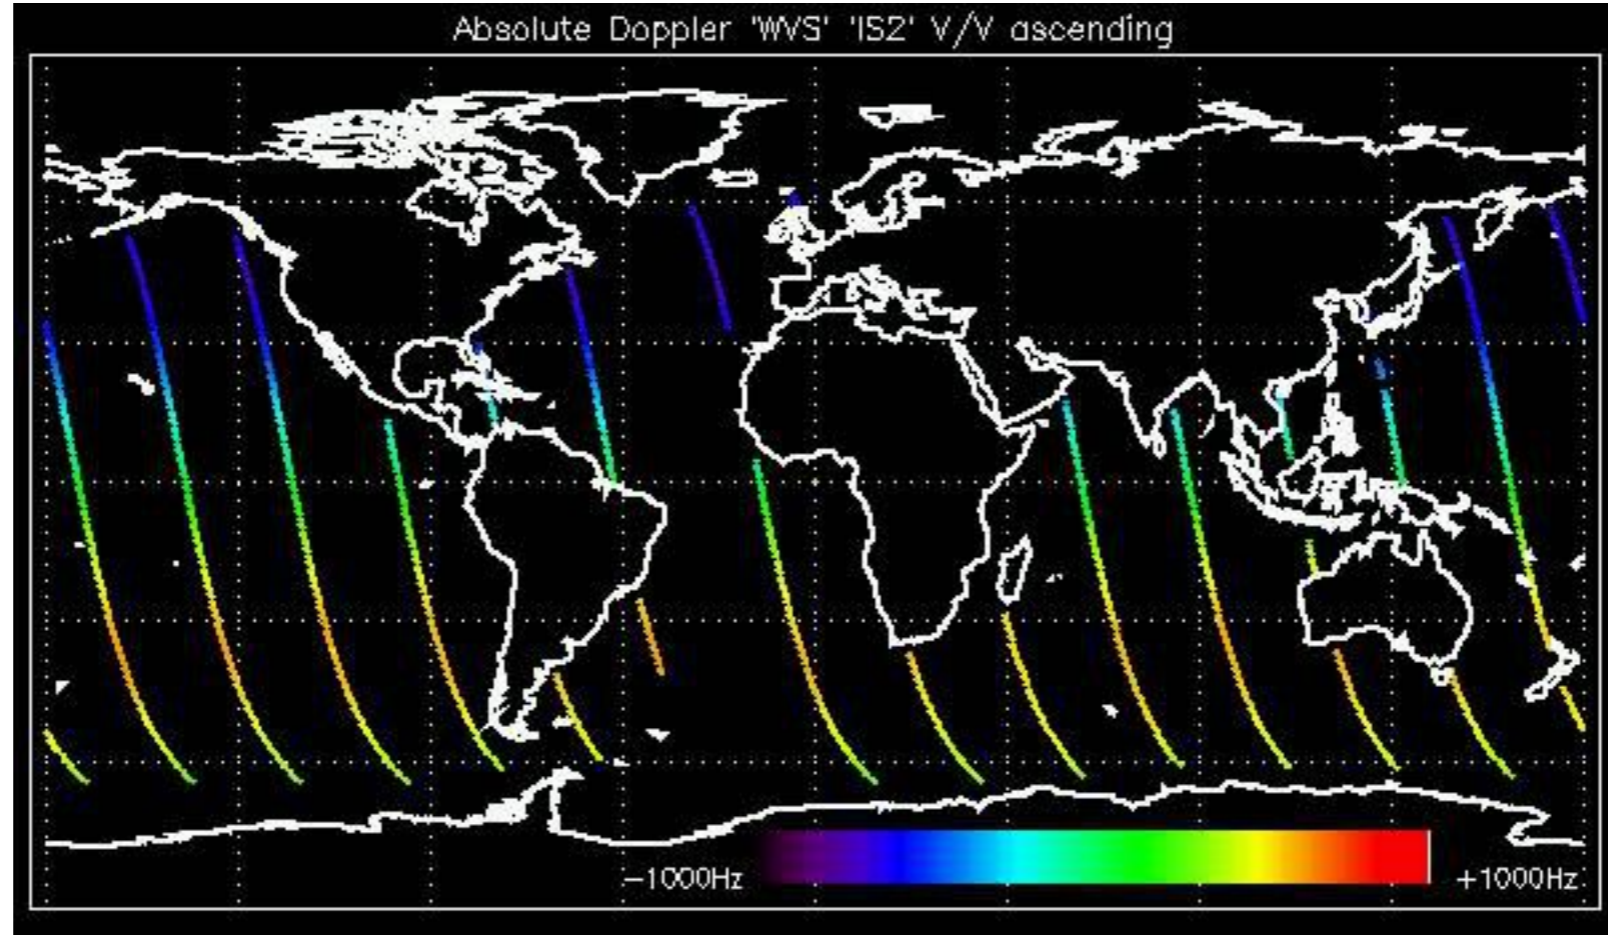 Absolute Doppler 'WVS' 'IS2' V/V ascending
−1000Hz
+1000Hz